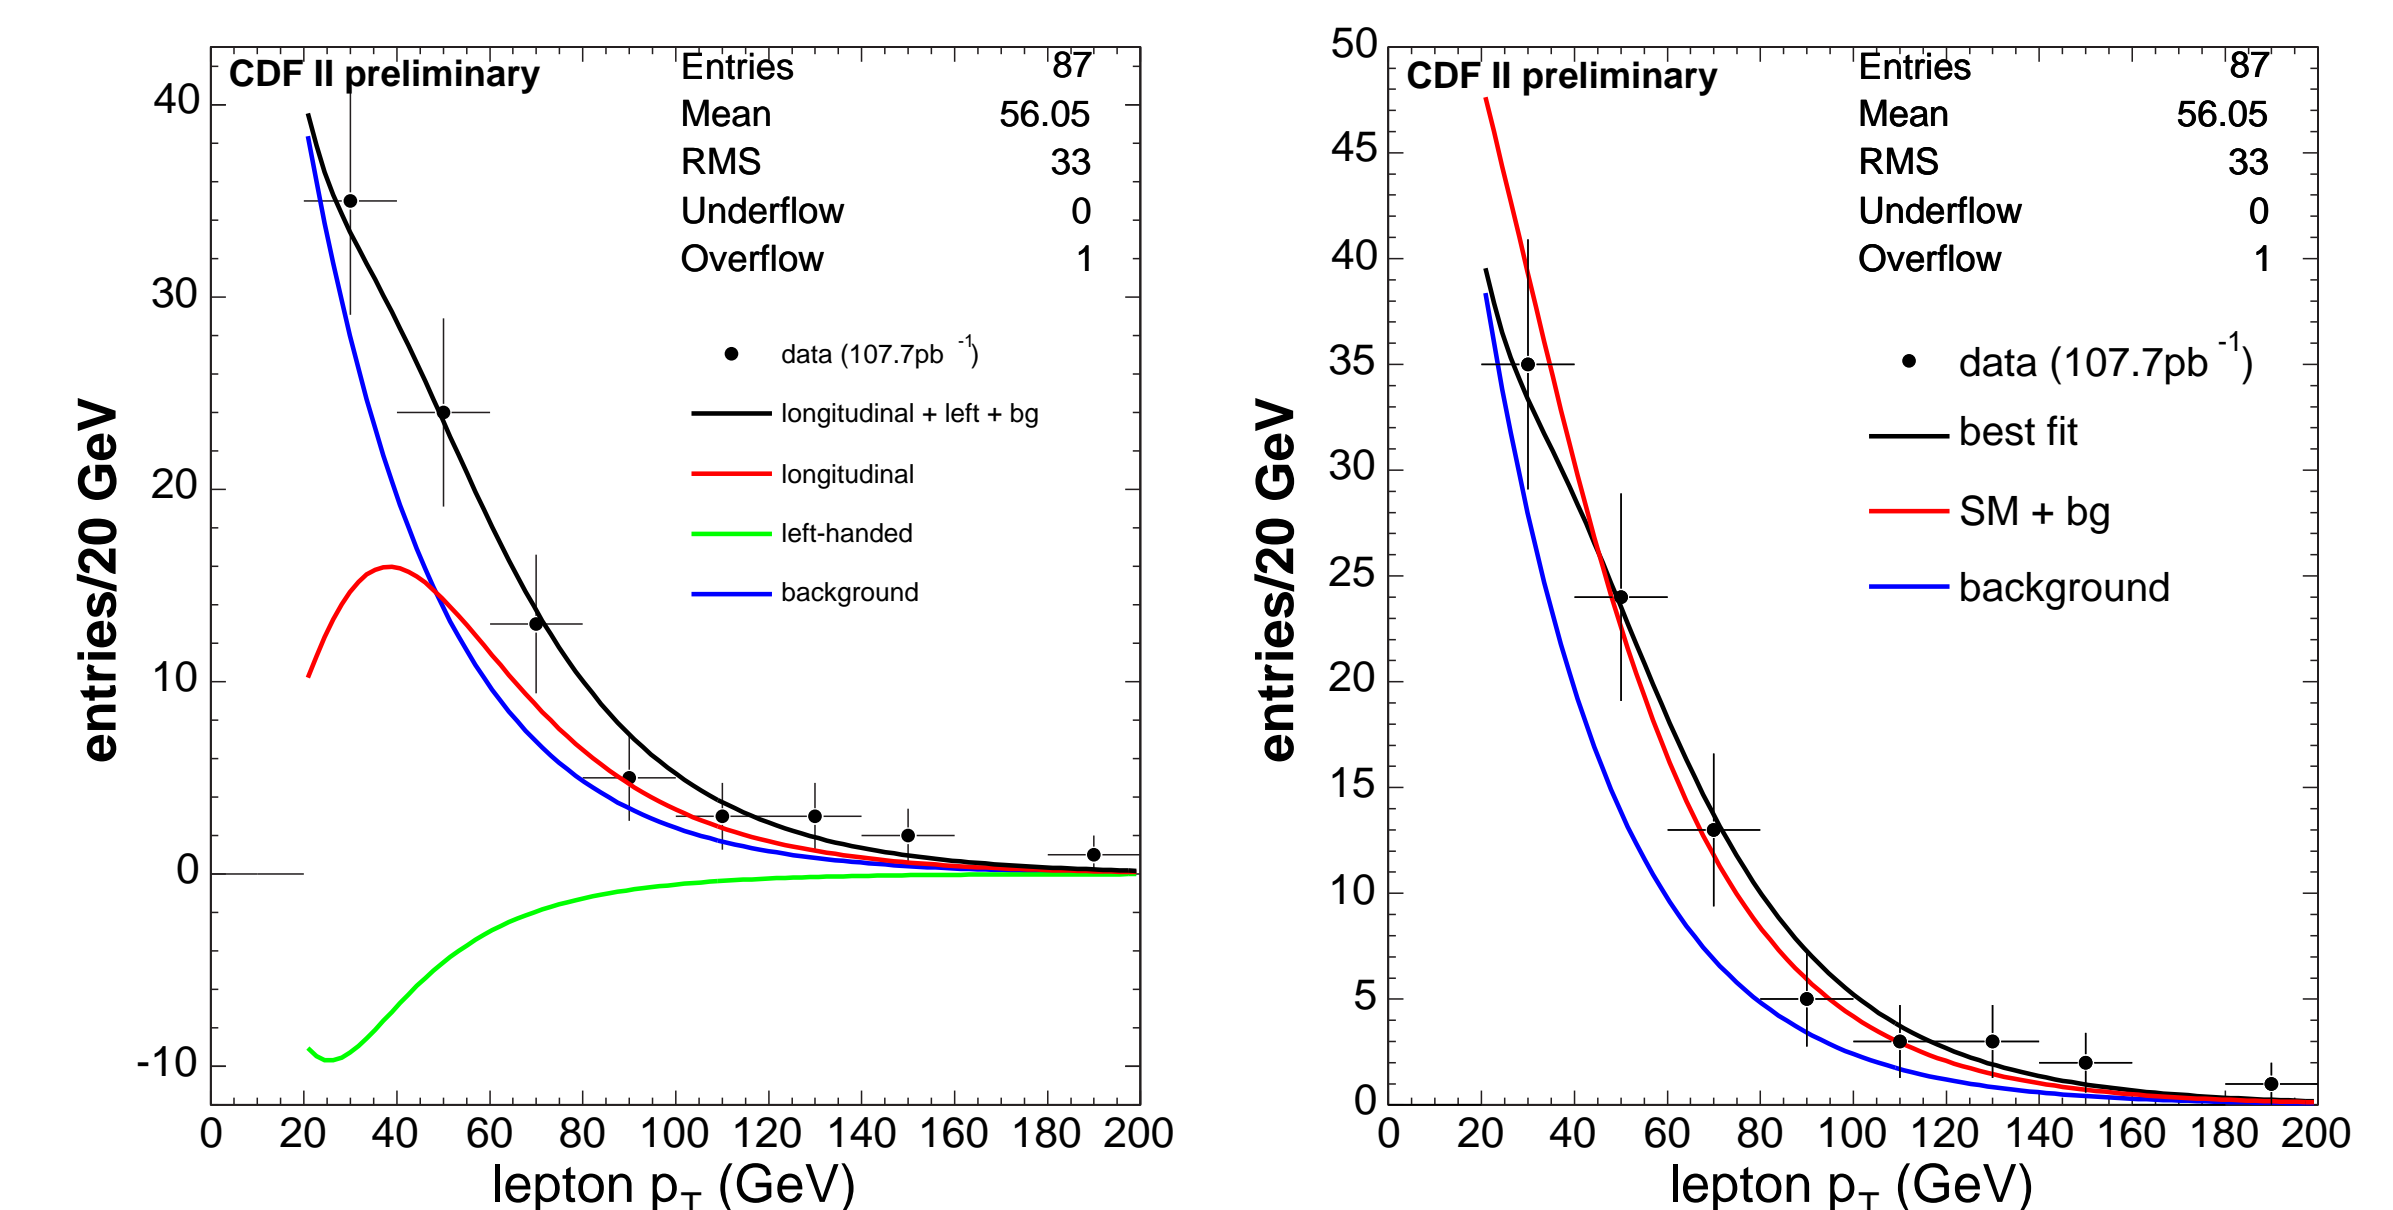 CDF II preliminary
Entries 87
Mean 56.05
RMS 33
Underflow 0
Overflow 1
data (107.7pb -1)
longitudinal + left + bg
longitudinal
left-handed
background
entries/20 GeV
40
30
20
10
0
-10
0 20 40 60 80 100 120 140 160 180 200
lepton pT (GeV)
CDF II preliminary
Entries 87
Mean 56.05
RMS 33
Underflow 0
Overflow 1
data (107.7pb -1)
best fit
SM + bg
background
entries/20 GeV
50
45
40
35
30
25
20
15
10
5
0
0 20 40 60 80 100 120 140 160 180 200
lepton pT (GeV)